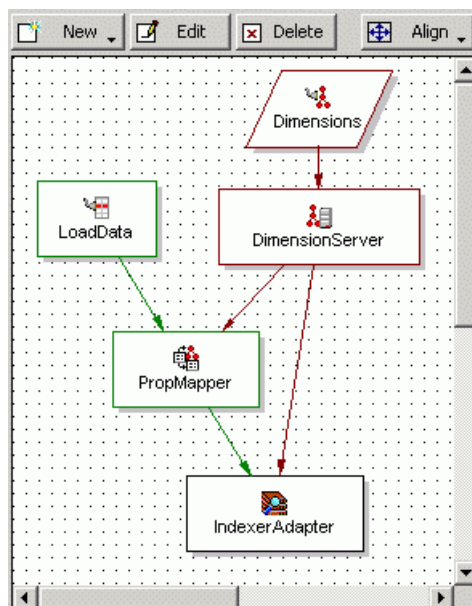 New Edit Delete Align
Dimensions
LoadData
DimensionServer
PropMapper
IndexerAdapter